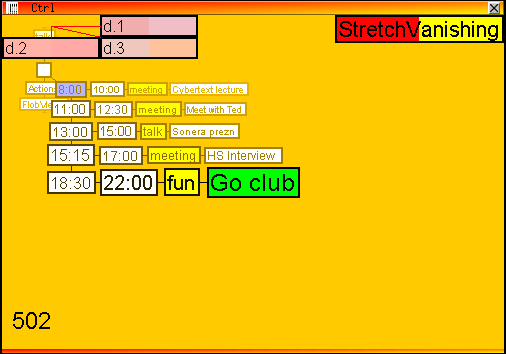 Ctrl
d.1
StretchVanishing
d.2
d.3
Actions
8:00 10:00 meeting Cybertext lecture
11:00 12:30 meeting Meet with Ted
13:00 15:00 talk Sonera prezn
15:15 17:00 meeting HS Interview
18:30 22:00 fun Go club
502